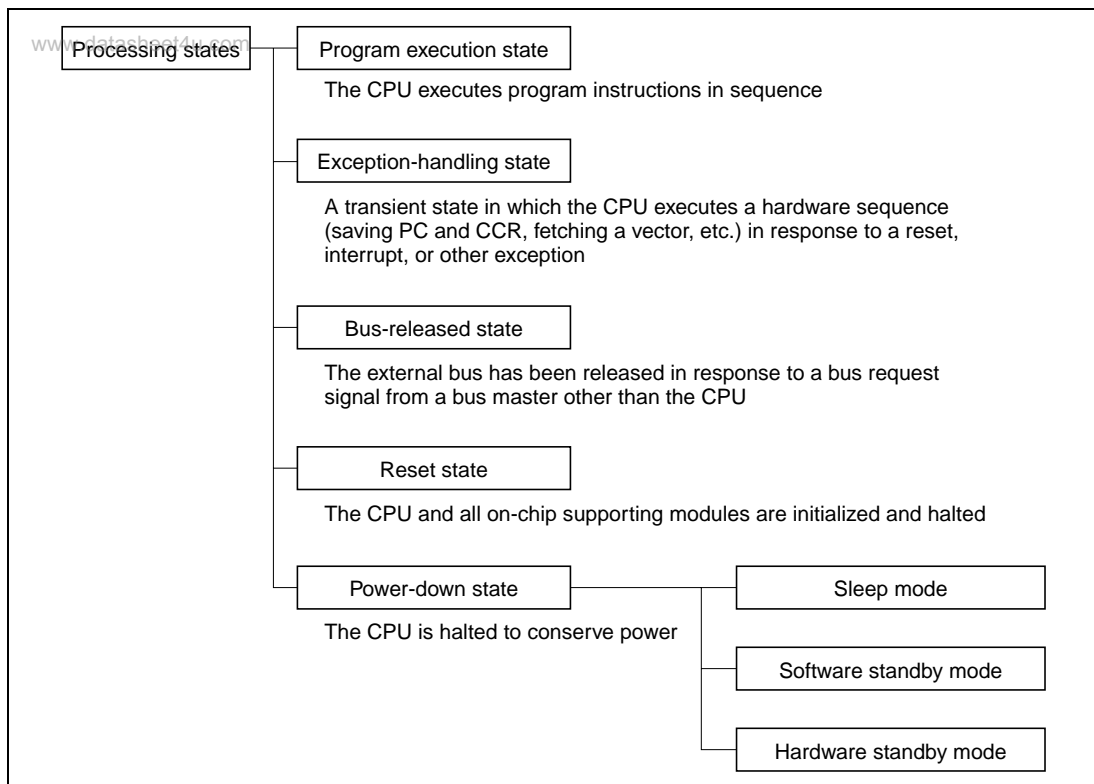 www.datasheet4u.com
Processing states
Program execution state
The CPU executes program instructions in sequence
Exception-handling state
A transient state in which the CPU executes a hardware sequence
(saving PC and CCR, fetching a vector, etc.) in response to a reset,
interrupt, or other exception
Bus-released state
The external bus has been released in response to a bus request
signal from a bus master other than the CPU
Reset state
The CPU and all on-chip supporting modules are initialized and halted
Power-down state
Sleep mode
The CPU is halted to conserve power
Software standby mode
Hardware standby mode